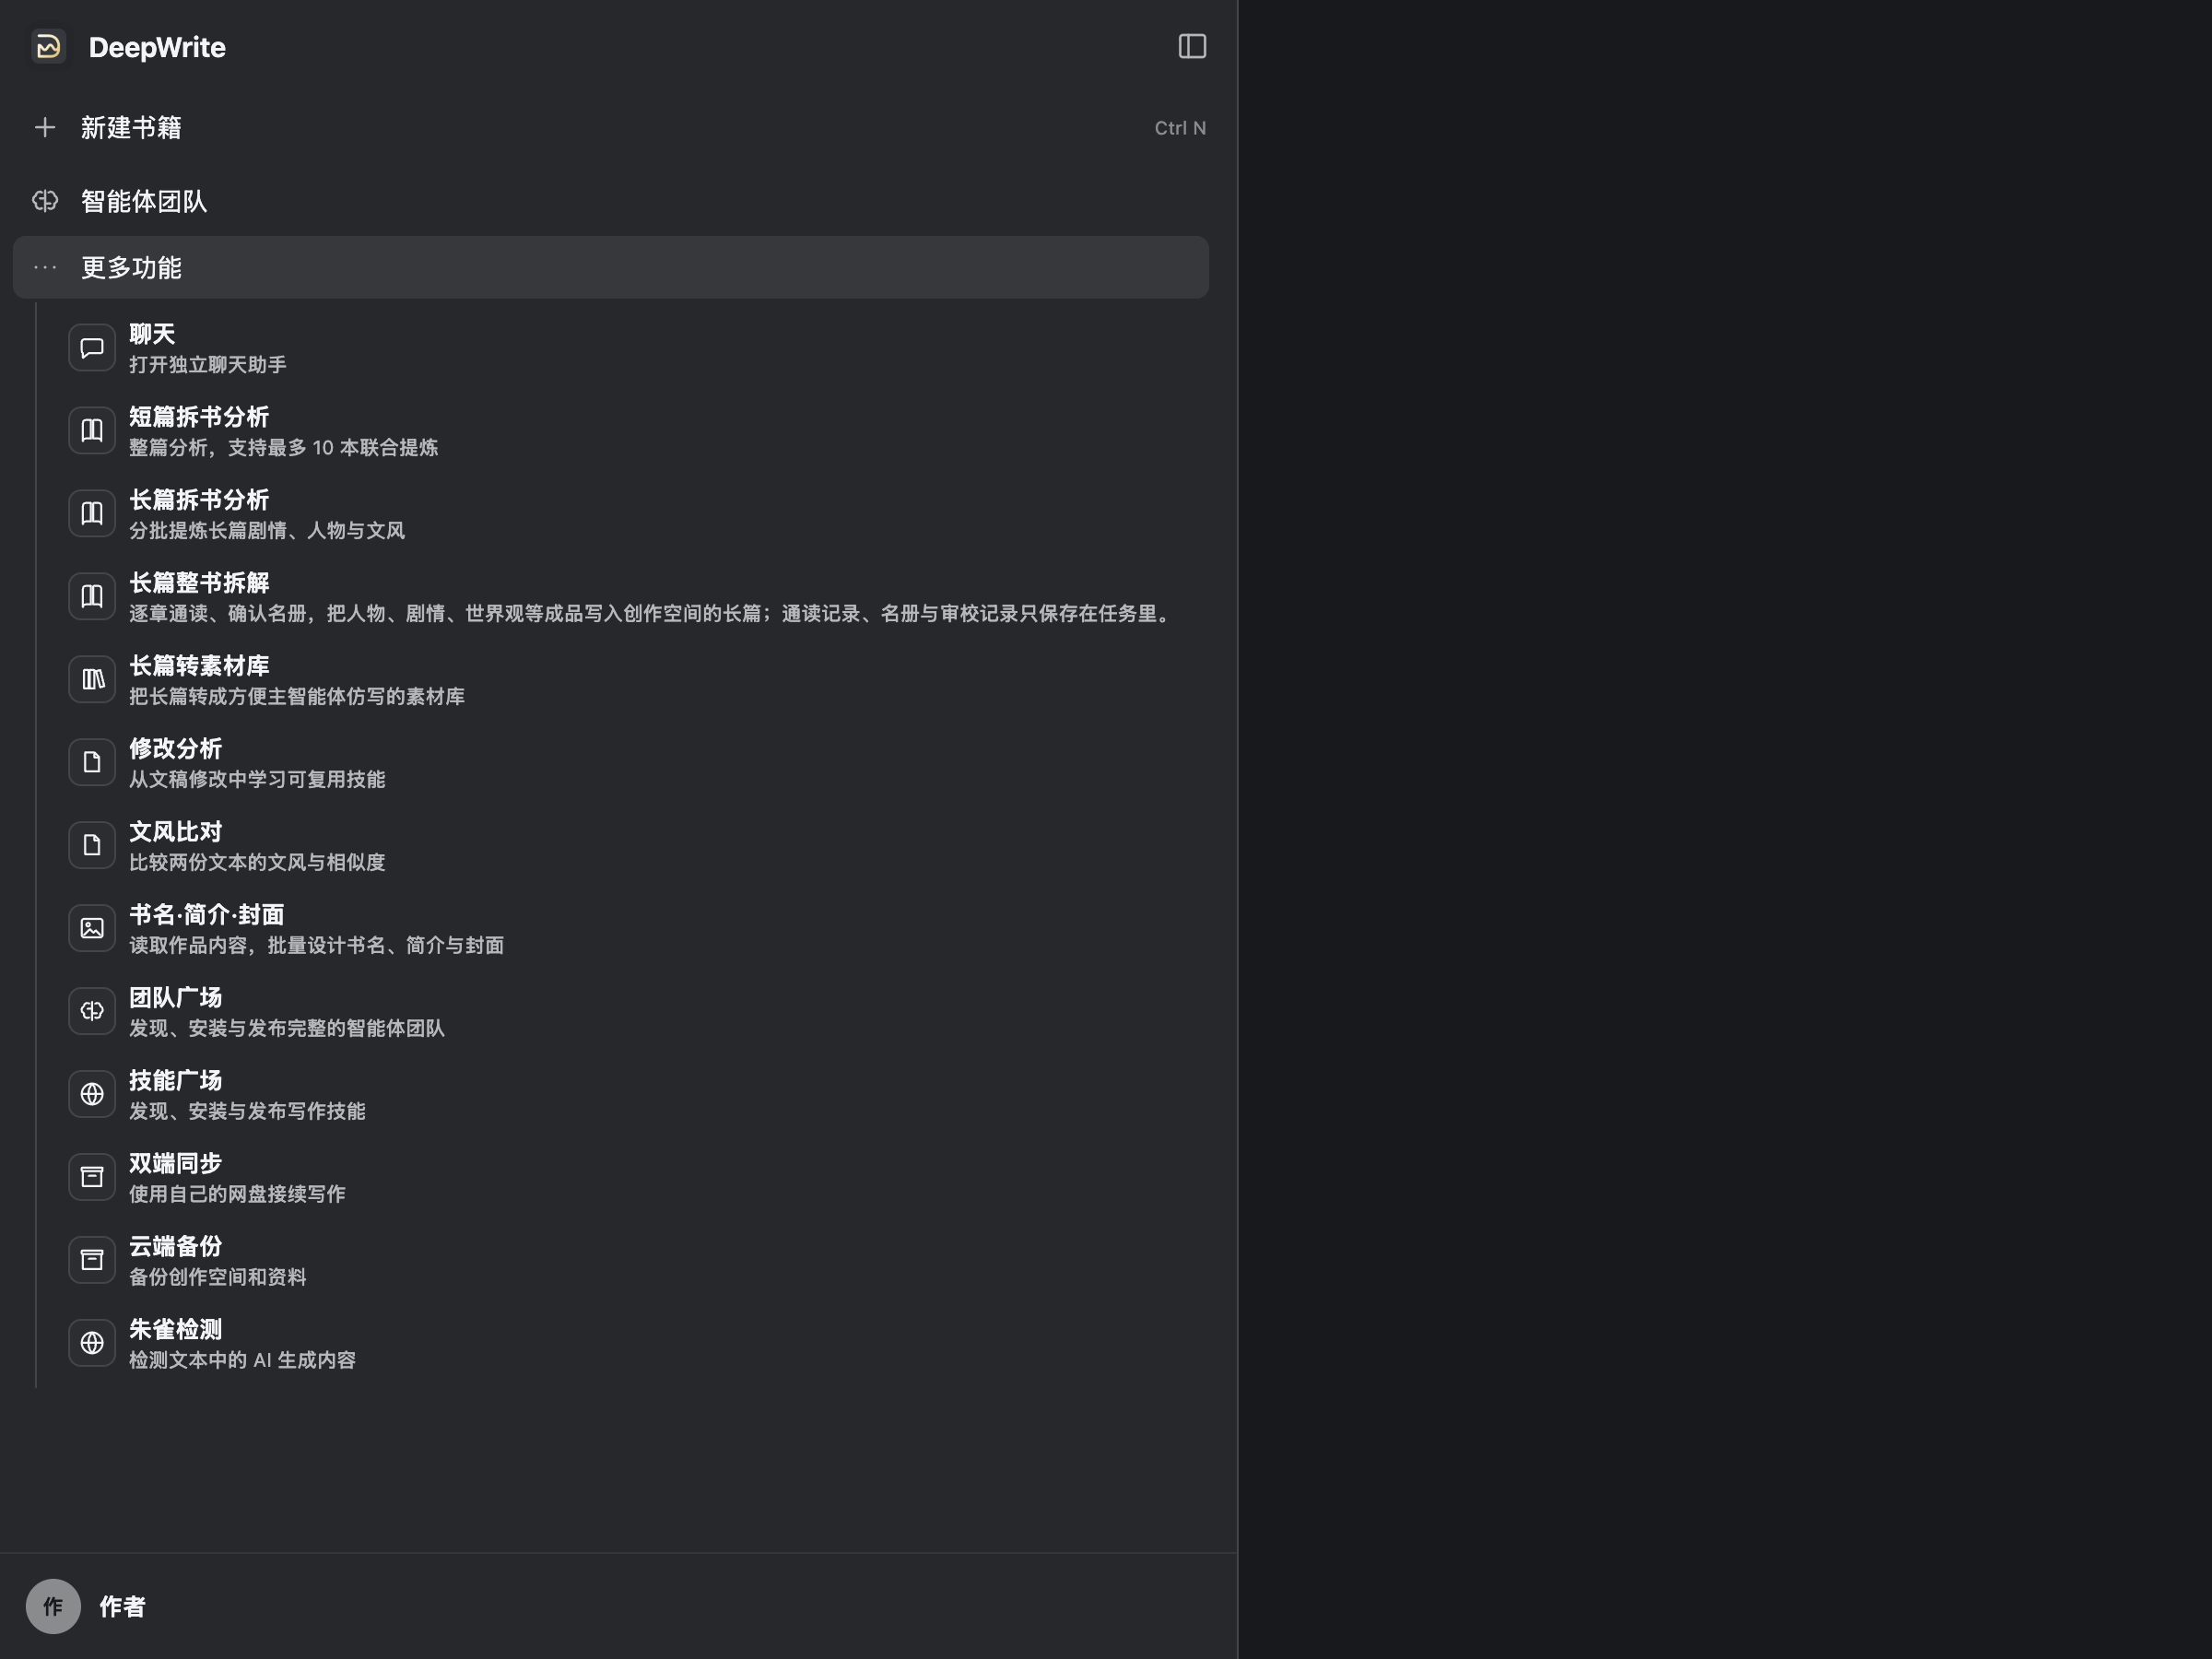 DeepWrite
新建书籍 Ctrl N
智能体团队
更多功能
聊天
打开独立聊天助手
短篇拆书分析
整篇分析，支持最多 10 本联合提炼
长篇拆书分析
分批提炼长篇剧情、人物与文风
长篇整书拆解
逐章通读、确认名册，把人物、剧情、世界观等成品写入创作空间的长篇；通读记录、名册与审校记录只保存在任务里。
长篇转素材库
把长篇转成方便主智能体仿写的素材库
修改分析
从文稿修改中学习可复用技能
文风比对
比较两份文本的文风与相似度
书名·简介·封面
读取作品内容，批量设计书名、简介与封面
团队广场
发现、安装与发布完整的智能体团队
技能广场
发现、安装与发布写作技能
双端同步
使用自己的网盘接续写作
云端备份
备份创作空间和资料
朱雀检测
检测文本中的 AI 生成内容
作 作者